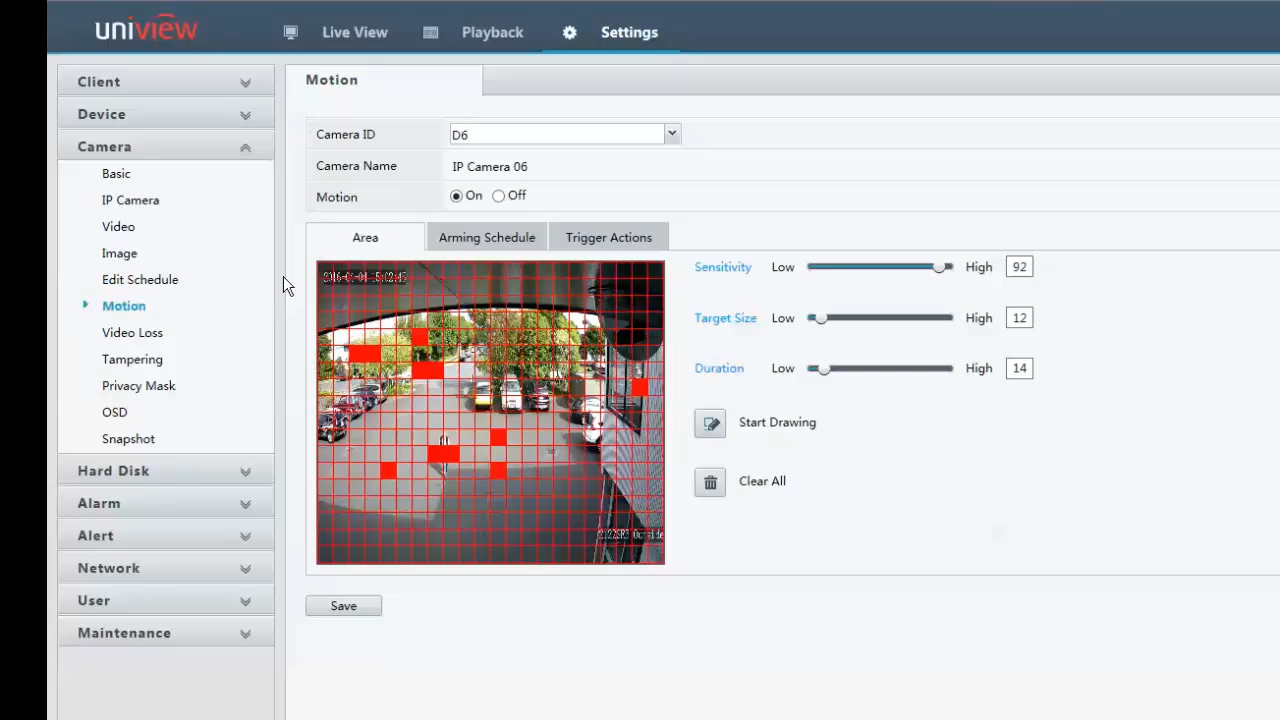 uniview
Live View
Playback
Settings
Client
Device
Camera
Basic
IP Camera
Video
Image
Edit Schedule
Motion
Video Loss
Tampering
Privacy Mask
OSD
Snapshot
Hard Disk
Alarm
Alert
Network
User
Maintenance
Motion
Camera ID D6
Camera Name IP Camera 06
Motion On Off
Area Arming Schedule Trigger Actions
Sensitivity Low High 92
Target Size Low High 12
Duration Low High 14
Start Drawing
Clear All
Outside
Save